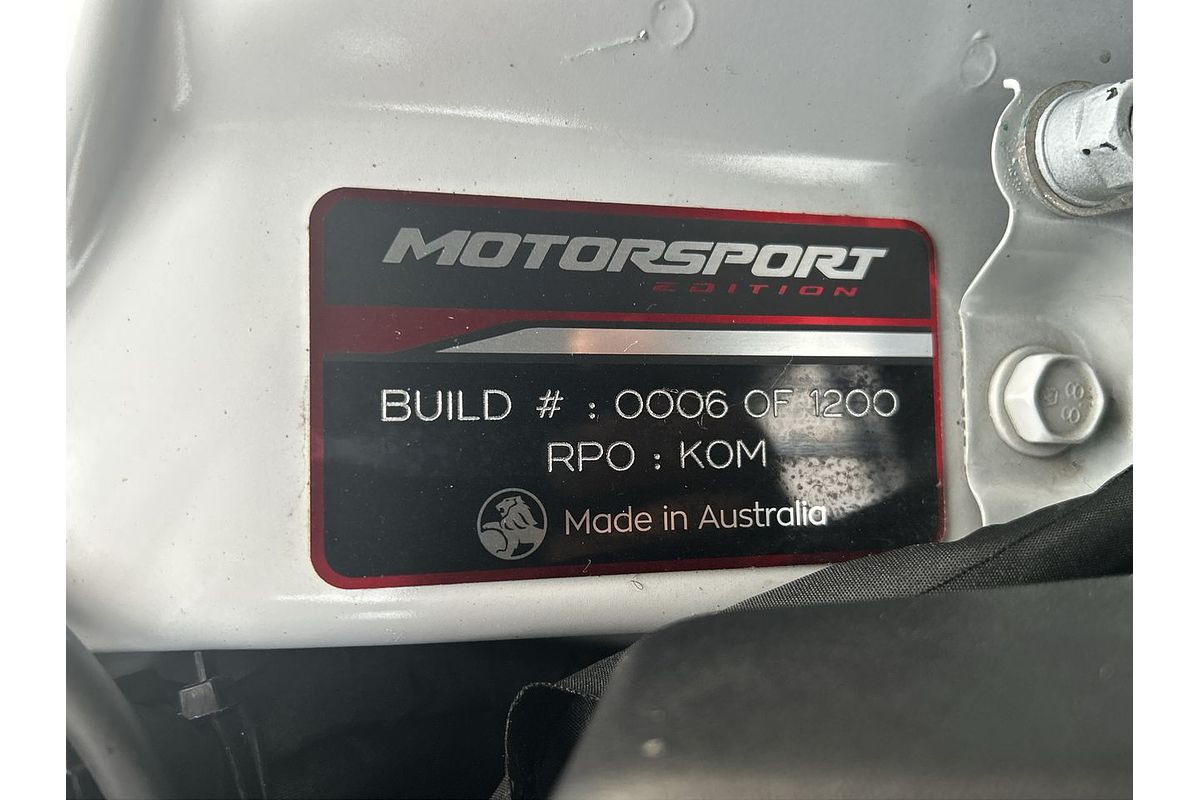 MOTORSPORT
EDITION
BUILD # : 0006 OF 1200
RPO : KOM
Made in Australia
8.8